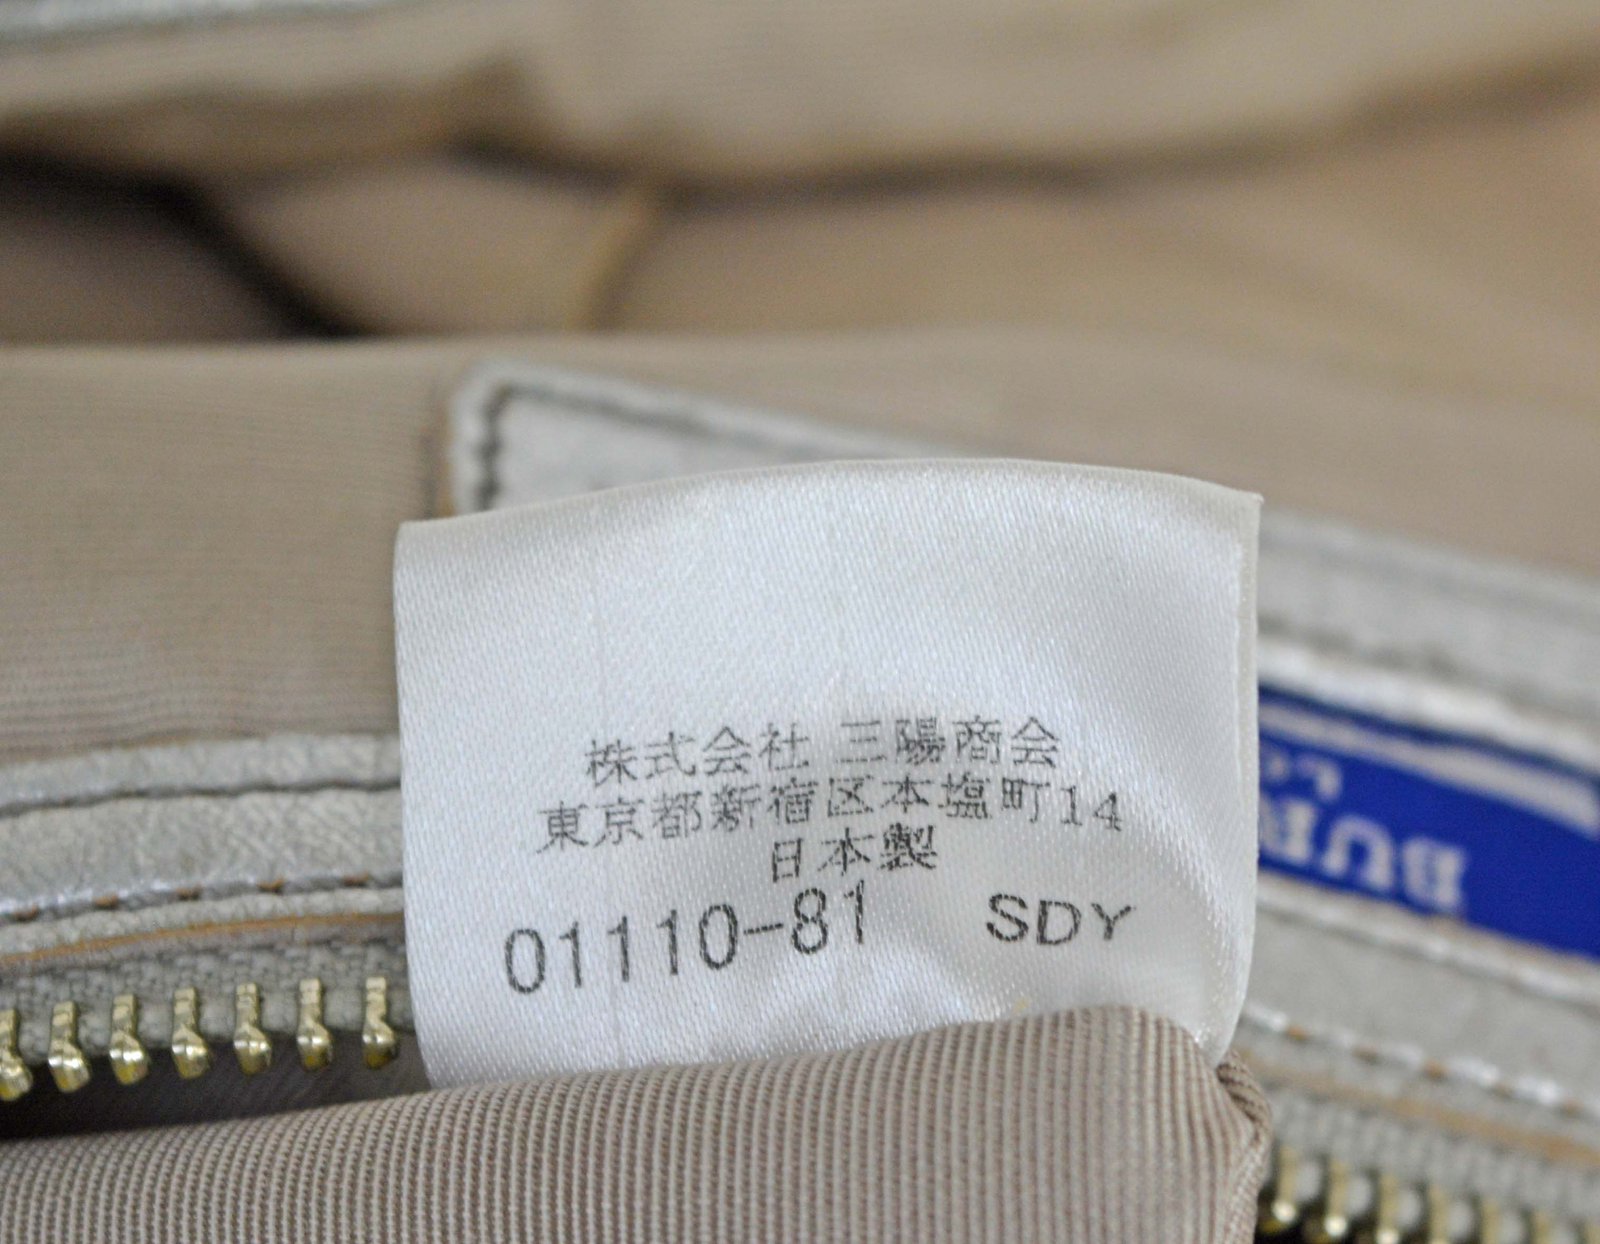 株式会社 三陽商会
東京都新宿区本塩町14
日本製
01110-81 SDY